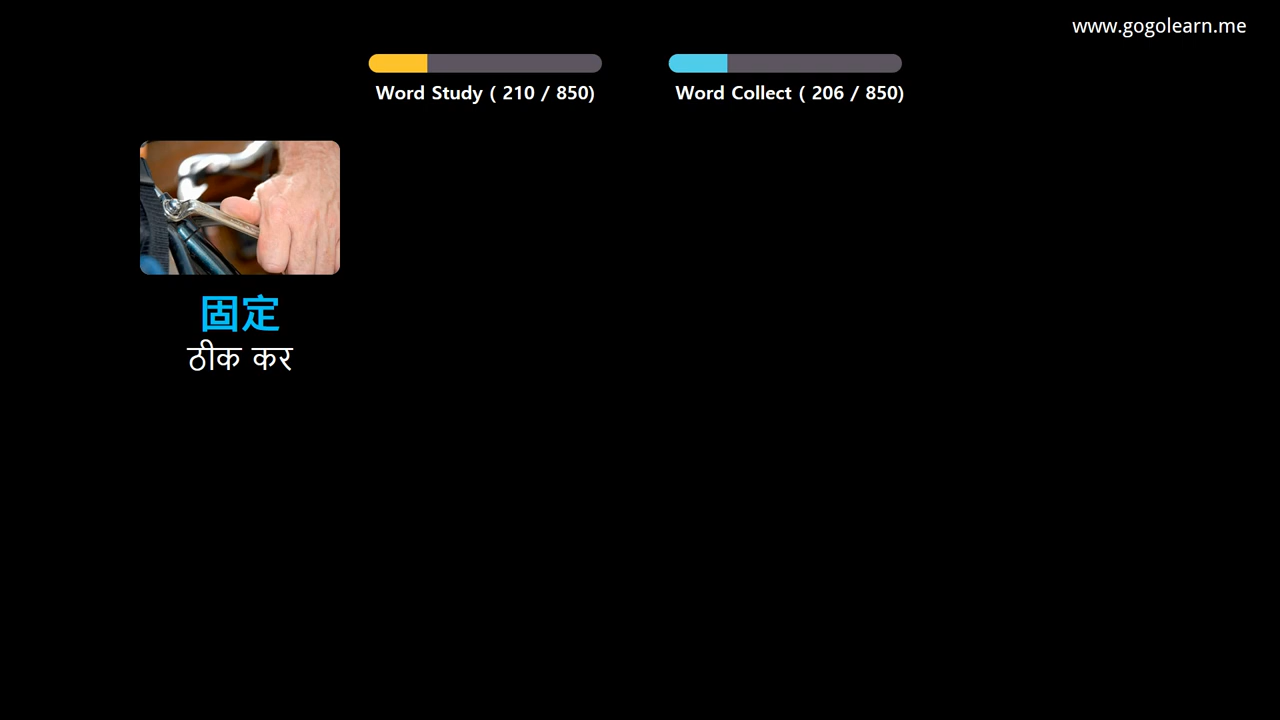 www.gogolearn.me
Word Study ( 210 / 850)
Word Collect ( 206 / 850)
固定
ठीक कर